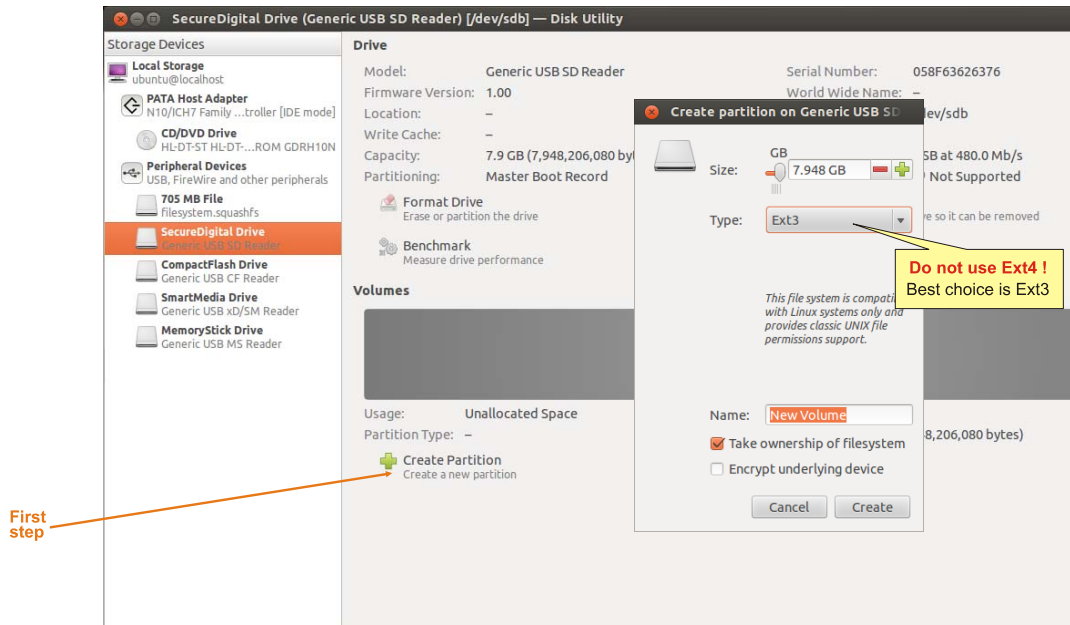 SecureDigital Drive (Generic USB SD Reader) [/dev/sdb] — Disk Utility
Storage Devices
Local Storage
ubuntu@localhost
PATA Host Adapter
N10/ICH7 Family ...troller [IDE mode]
CD/DVD Drive
HL-DT-ST HL-DT-...ROM GDRH10N
Peripheral Devices
USB, FireWire and other peripherals
705 MB File
filesystem.squashfs
SecureDigital Drive
Generic USB SD Reader
CompactFlash Drive
Generic USB CF Reader
SmartMedia Drive
Generic USB xD/SM Reader
MemoryStick Drive
Generic USB MS Reader
Drive
Model: Generic USB SD Reader
Serial Number: 058F63626376
Firmware Version: 1.00
World Wide Name: –
Location: –
dev/sdb
Write Cache: –
Capacity: 7.9 GB (7,948,206,080 by
SB at 480.0 Mb/s
Partitioning: Master Boot Record
Not Supported
Format Drive
Erase or partition the drive
ve so it can be removed
Benchmark
Measure drive performance
Volumes
Usage: Unallocated Space
Partition Type: –
8,206,080 bytes)
Create Partition
Create a new partition
Create partition on Generic USB SD
GB
Size: 7.948 GB
Type: Ext3
This file system is compati
with Linux systems only and
provides classic UNIX file
permissions support.
Name: New Volume
Take ownership of filesystem
Encrypt underlying device
Cancel Create
Do not use Ext4 !
Best choice is Ext3
First
step